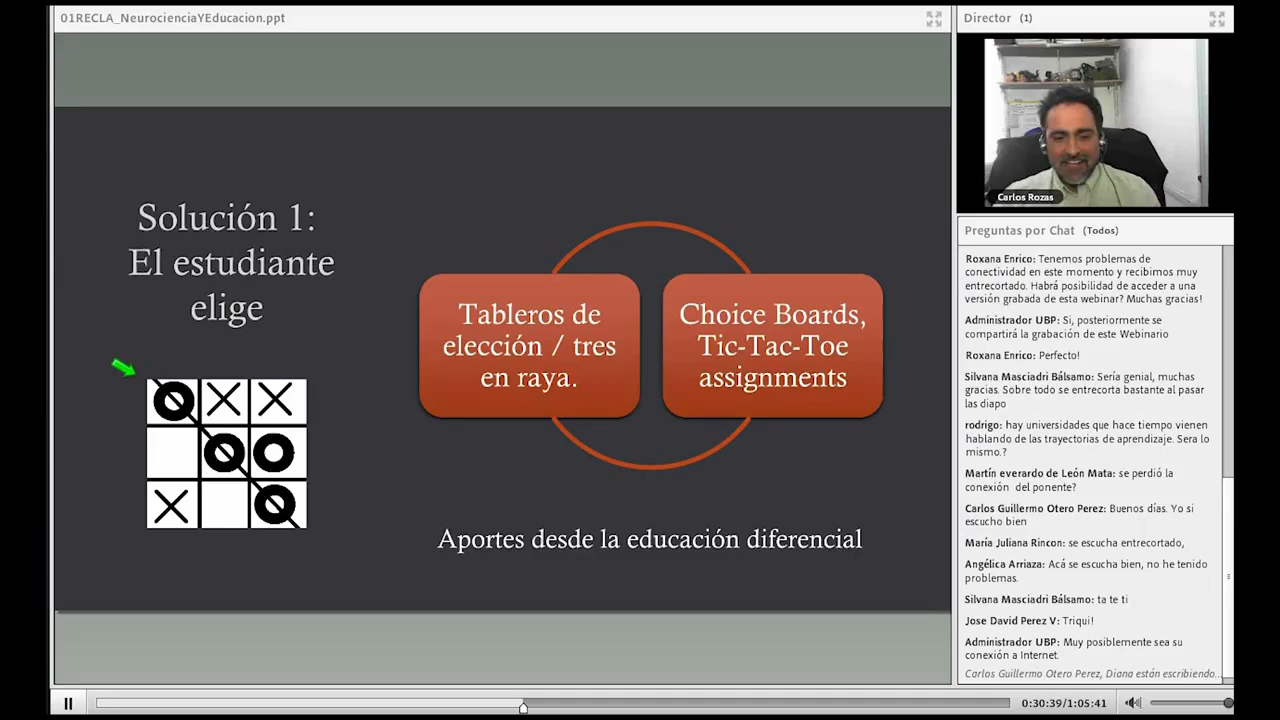 01RECLA_NeurocienciaYEducacion.ppt
Solución 1:
El estudiante
elige
Tableros de
elección / tres
en raya.
Choice Boards,
Tic-Tac-Toe
assignments
Aportes desde la educación diferencial
Director (1)
Carlos Rozas
Preguntas por Chat (Todos)
Roxana Enrico: Tenemos problemas de
conectividad en este momento y recibimos muy
entrecortado. Habrá posibilidad de acceder a una
versión grabada de esta webinar? Muchas gracias!
Administrador UBP: Si, posteriormente se
compartirá la grabación de este Webinario
Roxana Enrico: Perfecto!
Silvana Masciadri Bálsamo: Sería genial, muchas
gracias. Sobre todo se entrecorta bastante al pasar
las diapo
rodrigo: hay universidades que hace tiempo vienen
hablando de las trayectorias de aprendizaje. Sera lo
mismo.?
Martín everardo de León Mata: se perdió la
conexión del ponente?
Carlos Guillermo Otero Perez: Buenos días. Yo si
escucho bien
María Juliana Rincon: se escucha entrecortado,
Angélica Arriaza: Acá se escucha bien, no he tenido
problemas.
Silvana Masciadri Bálsamo: ta te ti
Jose David Perez V: Triqui!
Administrador UBP: Muy posiblemente sea su
conexión a Internet.
Carlos Guillermo Otero Perez, Diana están escribiendo...
0:30:39/1:05:41